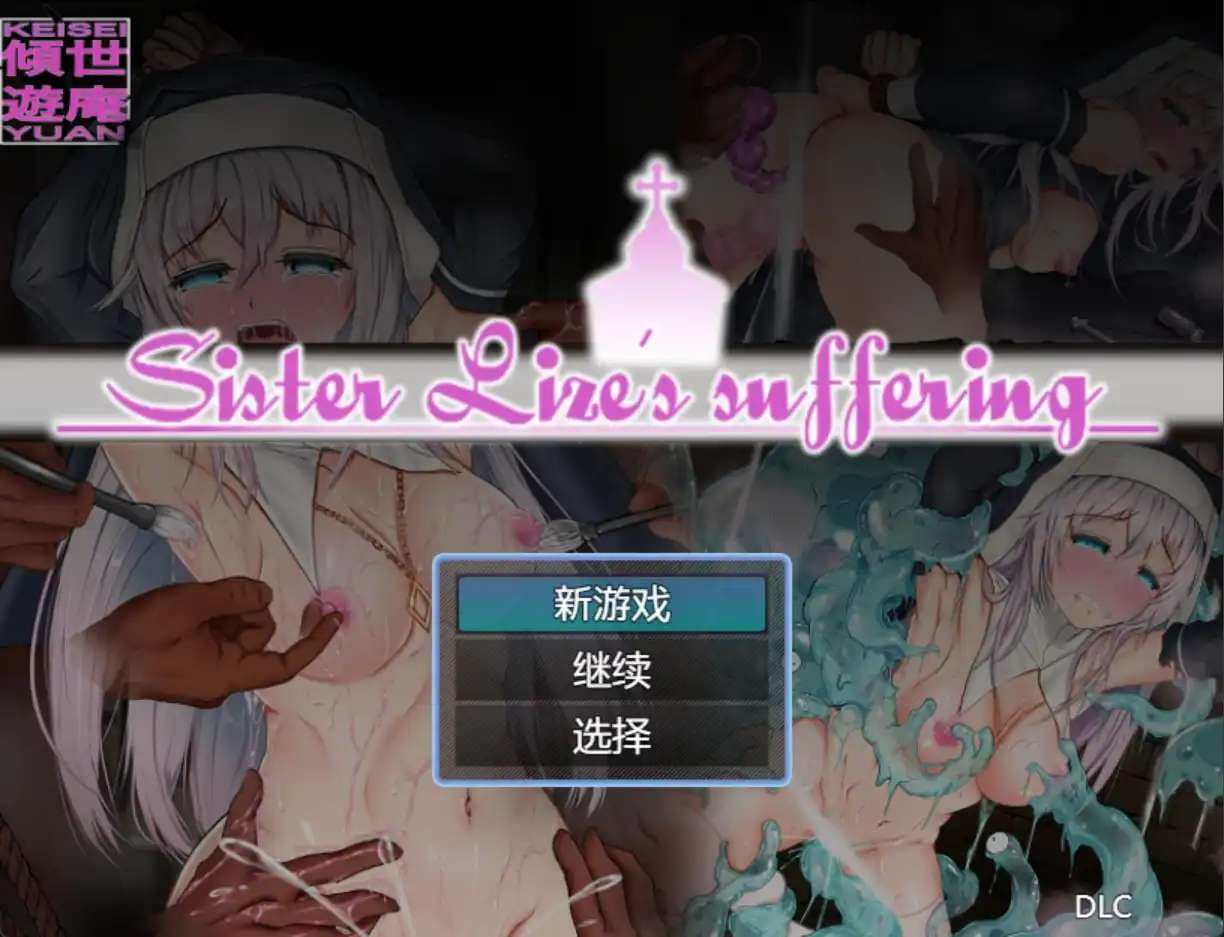 KEISEI
傾世
遊庵
YUAN
Sister Lize's suffering
新游戏
继续
选择
DLC